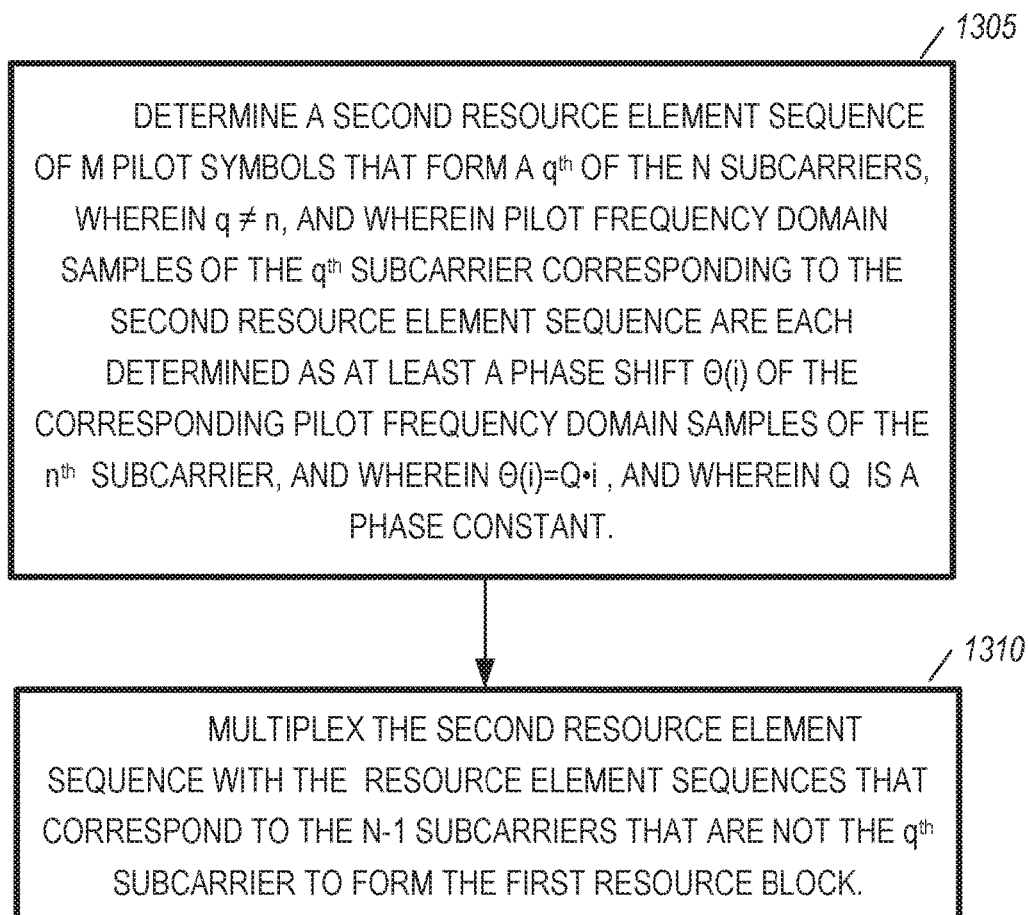 1305
DETERMINE A SECOND RESOURCE ELEMENT SEQUENCE
OF M PILOT SYMBOLS THAT FORM A qth OF THE N SUBCARRIERS,
WHEREIN q ≠ n, AND WHEREIN PILOT FREQUENCY DOMAIN
SAMPLES OF THE qth SUBCARRIER CORRESPONDING TO THE
SECOND RESOURCE ELEMENT SEQUENCE ARE EACH
DETERMINED AS AT LEAST A PHASE SHIFT Θ(i) OF THE
CORRESPONDING PILOT FREQUENCY DOMAIN SAMPLES OF THE
nth SUBCARRIER, AND WHEREIN Θ(i)=Q•i , AND WHEREIN Q IS A
PHASE CONSTANT.
1310
MULTIPLEX THE SECOND RESOURCE ELEMENT
SEQUENCE WITH THE RESOURCE ELEMENT SEQUENCES THAT
CORRESPOND TO THE N-1 SUBCARRIERS THAT ARE NOT THE qth
SUBCARRIER TO FORM THE FIRST RESOURCE BLOCK.